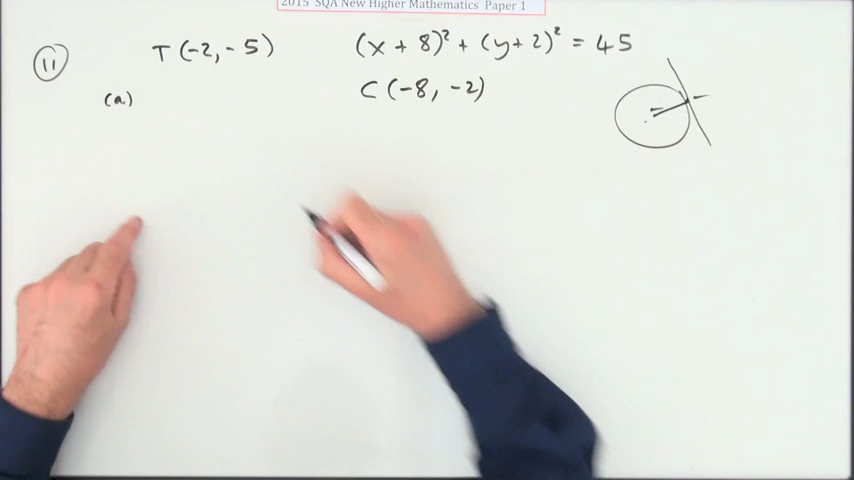 2015 SQA New Higher Mathematics Paper 1
11 T (-2, -5) (x + 8)² + (y + 2)² = 45
(a) C (-8, -2)